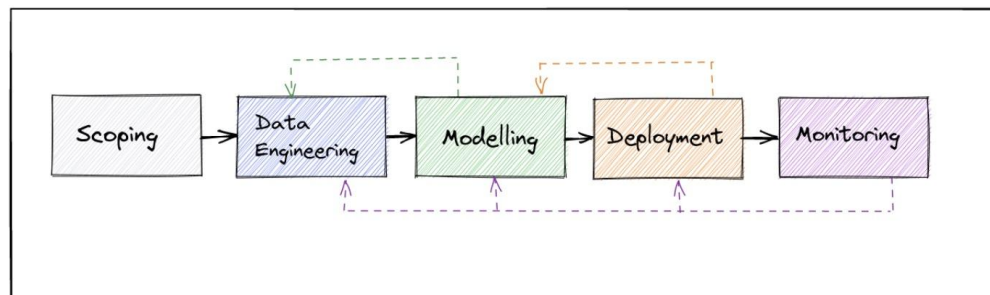 Scoping
Data
Engineering
Modelling
Deployment
Monitoring